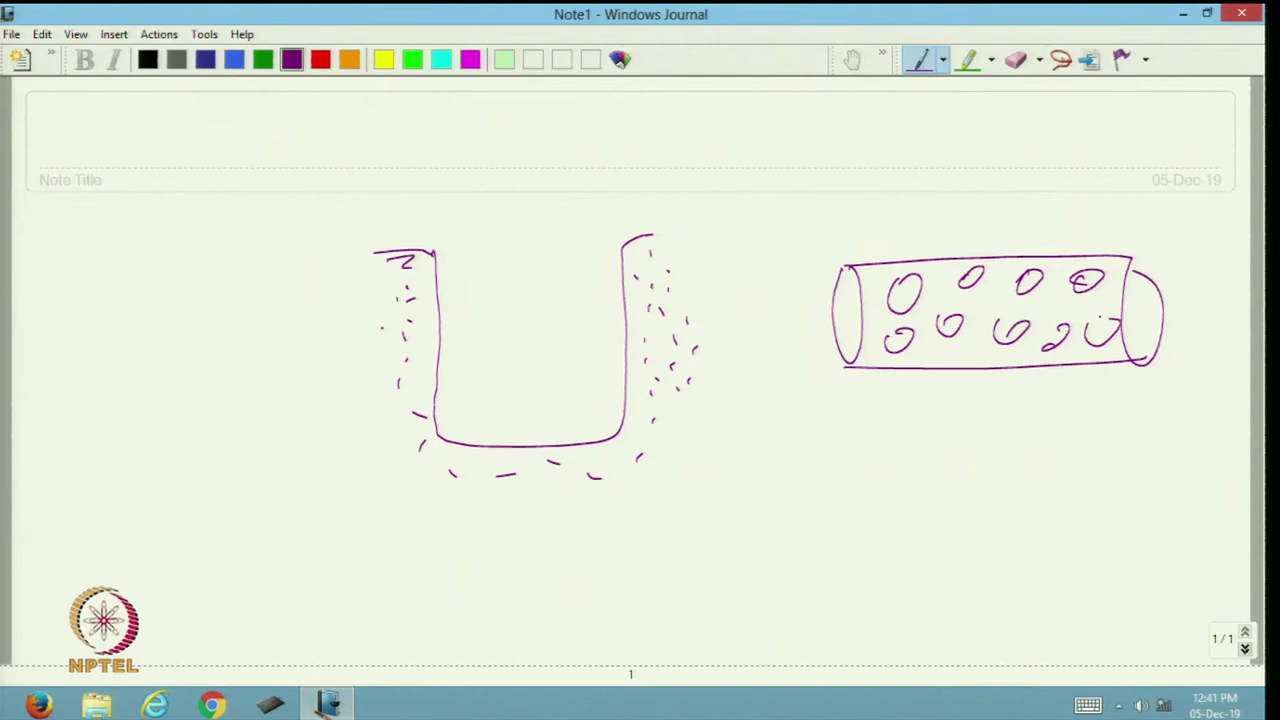 Note1 - Windows Journal
File Edit View Insert Actions Tools Help
B I
Note Title
05-Dec-19
NPTEL
1 / 1
1
12:41 PM
05-Dec-19